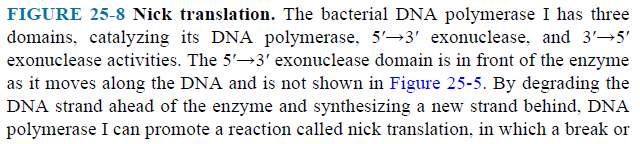 FIGURE 25-8 Nick translation. The bacterial DNA polymerase I has three
domains, catalyzing its DNA polymerase, 5′→3′ exonuclease, and 3′→5′
exonuclease activities. The 5′→3′ exonuclease domain is in front of the enzyme
as it moves along the DNA and is not shown in Figure 25-5. By degrading the
DNA strand ahead of the enzyme and synthesizing a new strand behind, DNA
polymerase I can promote a reaction called nick translation, in which a break or